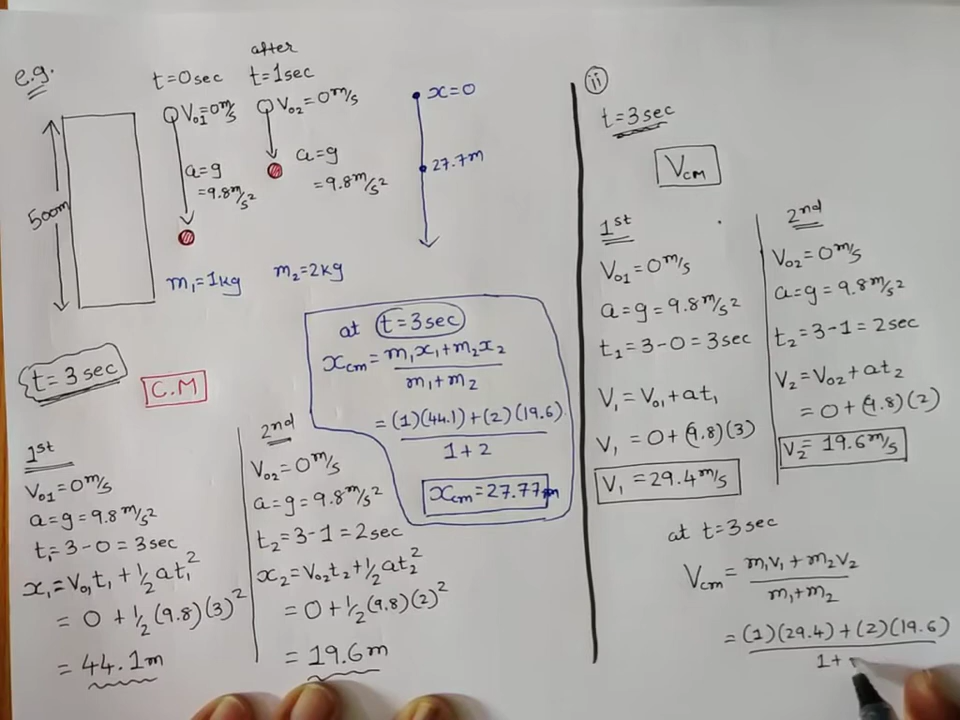 e.g.
t=0sec
after
t=1sec
V₀₁=0m/s
V₀₂=0m/s
a=g
=9.8m/s²
a=g
=9.8m/s²
500m
m₁=1kg
m₂=2kg
x=0
27.7m
t=3sec
C.M
1st
V₀₁=0m/s
a=g=9.8m/s²
t₁=3-0=3sec
x₁=V₀₁t₁+½at₁²
=0+½(9.8)(3)²
=44.1m
2nd
V₀₂=0m/s
a=g=9.8m/s²
t₂=3-1=2sec
x₂=V₀₂t₂+½at₂²
=0+½(9.8)(2)²
=19.6m
at t=3sec
xcm=m₁x₁+m₂x₂
m₁+m₂
=(1)(44.1)+(2)(19.6)
1+2
xcm=27.77m
ii
t=3sec
Vcm
1st
V₀₁=0m/s
a=g=9.8m/s²
t₁=3-0=3sec
V₁=V₀₁+at₁
V₁=0+(9.8)(3)
V₁=29.4m/s
2nd
V₀₂=0m/s
a=g=9.8m/s²
t₂=3-1=2sec
V₂=V₀₂+at₂
=0+(9.8)(2)
V₂=19.6m/s
at t=3sec
Vcm=m₁v₁+m₂v₂
m₁+m₂
=(1)(29.4)+(2)(19.6)
1+